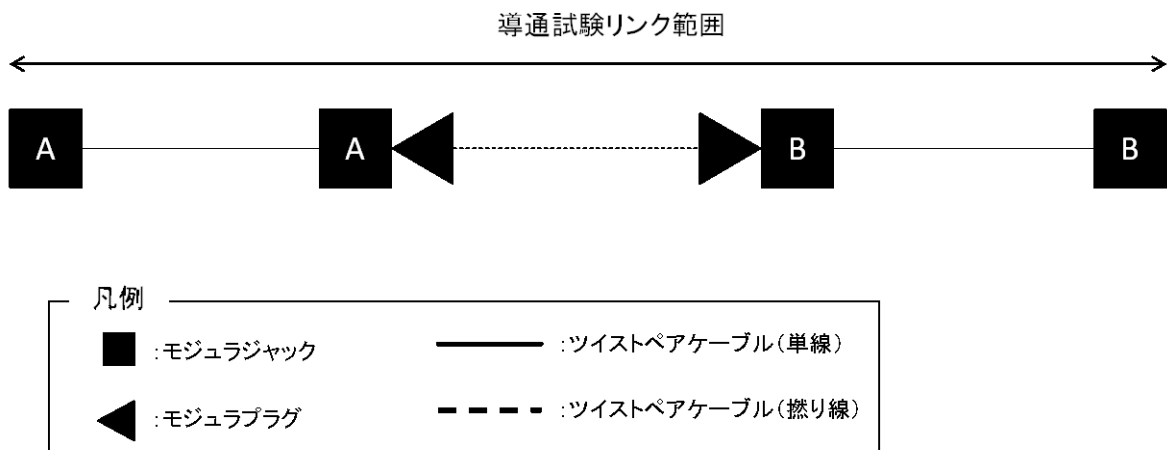 導通試験リンク範囲
A A B B
凡例
:モジュラジャック :ツイストペアケーブル(単線)
:モジュラプラグ :ツイストペアケーブル(撚り線)